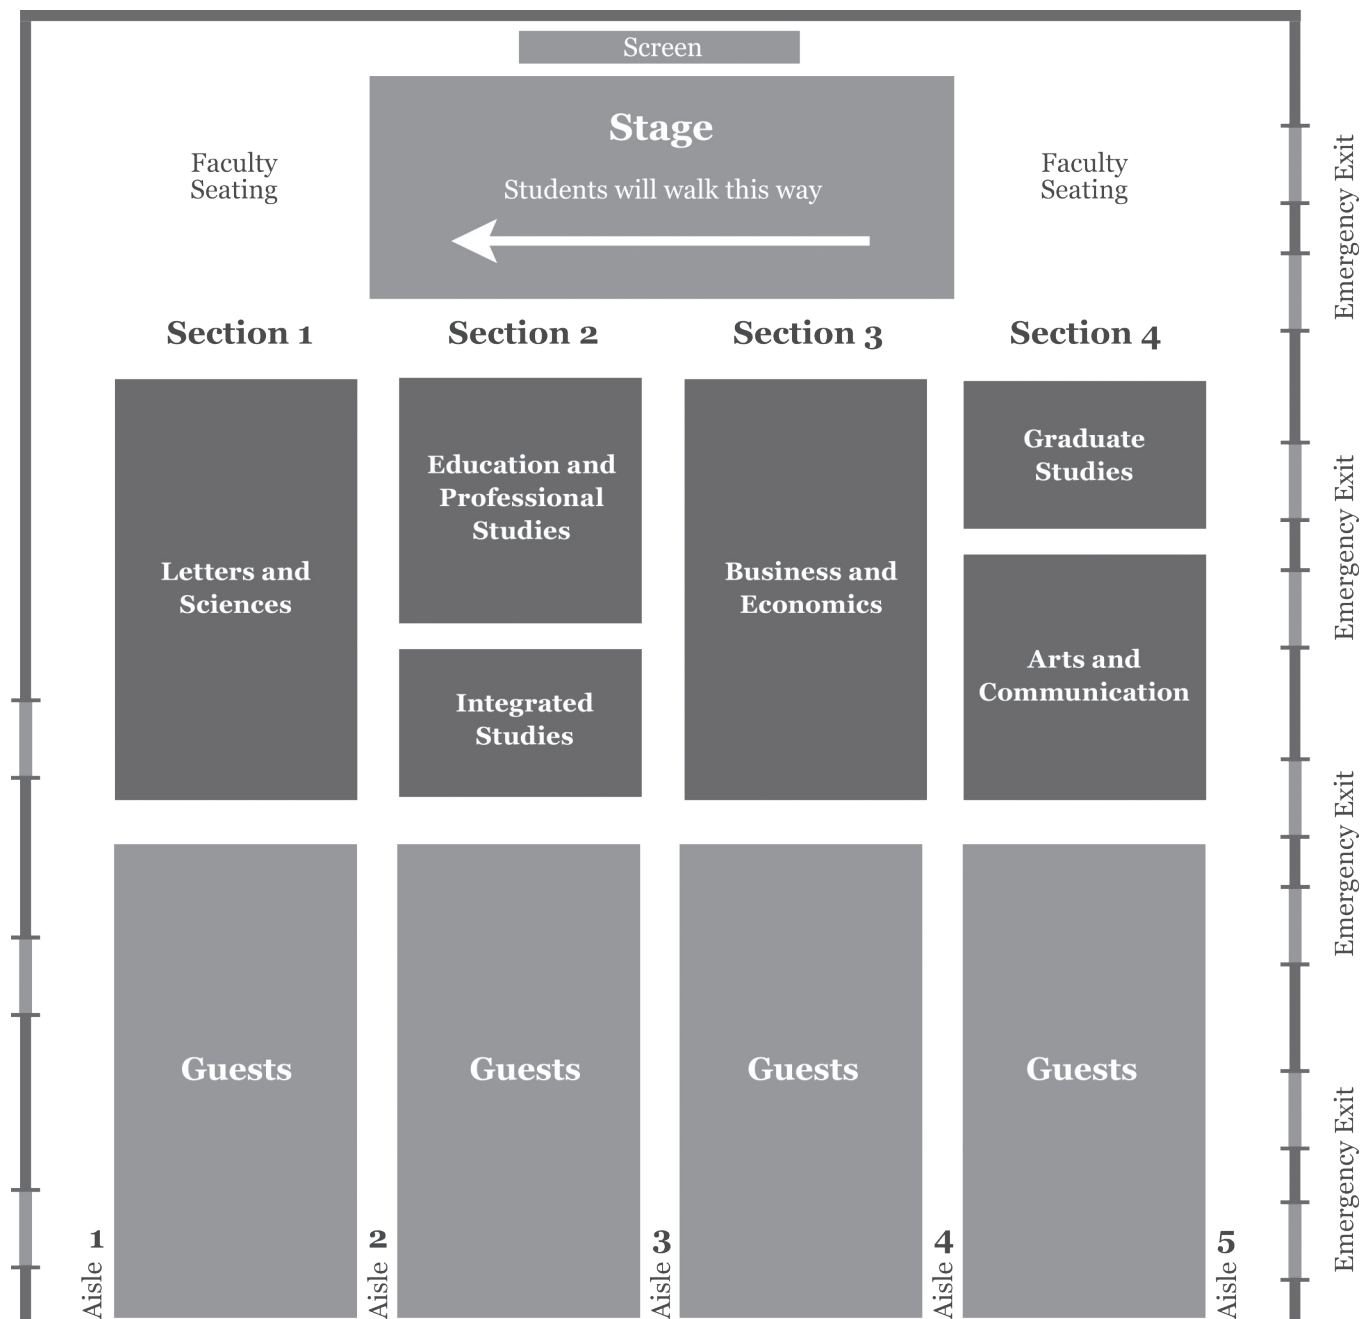 Screen
Stage
Students will walk this way
Faculty
Seating
Faculty
Seating
Section 1
Section 2
Section 3
Section 4
Letters and
Sciences
Education and
Professional
Studies
Integrated
Studies
Business and
Economics
Graduate
Studies
Arts and
Communication
Guests
Guests
Guests
Guests
Aisle 1
Aisle 2
Aisle 3
Aisle 4
Aisle 5
Emergency Exit
Emergency Exit
Emergency Exit
Emergency Exit